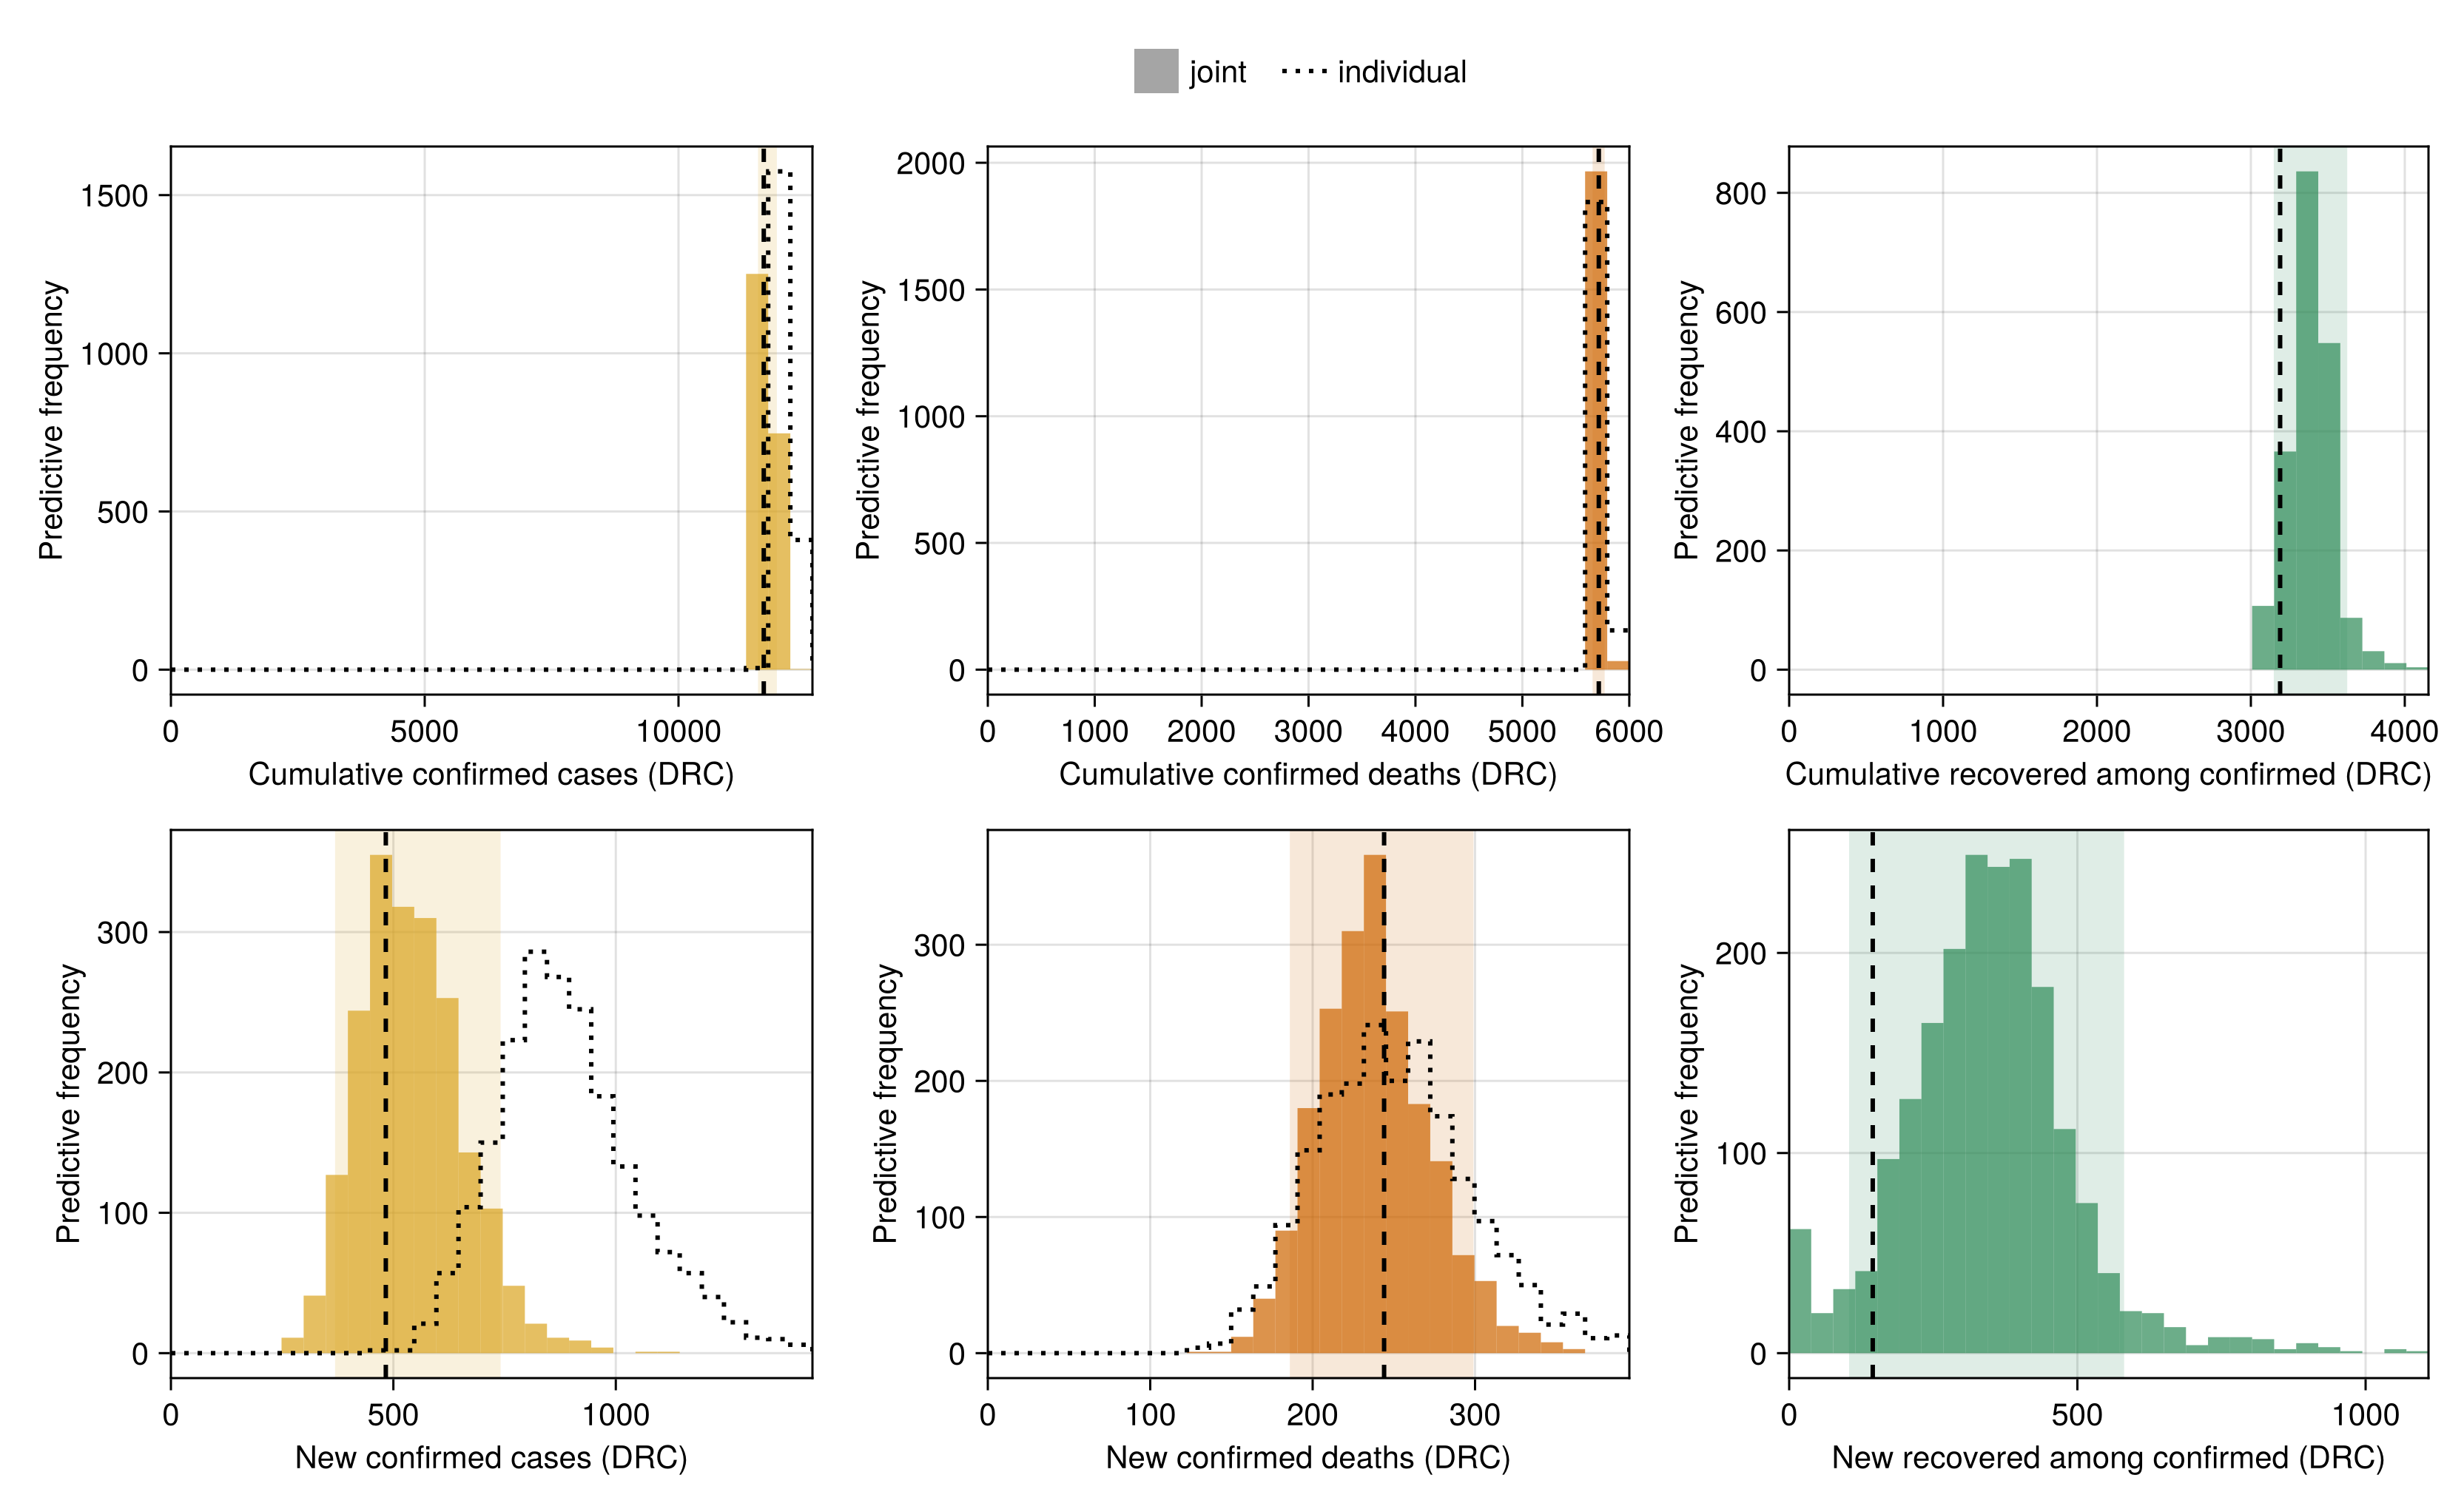 joint individual
1500
1000
500
0
Predictive frequency
0 5000 10000
Cumulative confirmed cases (DRC)
2000
1500
1000
500
0
Predictive frequency
0 1000 2000 3000 4000 5000 6000
Cumulative confirmed deaths (DRC)
800
600
400
200
0
Predictive frequency
0 1000 2000 3000 4000
Cumulative recovered among confirmed (DRC)
300
200
100
0
Predictive frequency
0 500 1000
New confirmed cases (DRC)
300
200
100
0
Predictive frequency
0 100 200 300
New confirmed deaths (DRC)
200
100
0
Predictive frequency
0 500 1000
New recovered among confirmed (DRC)